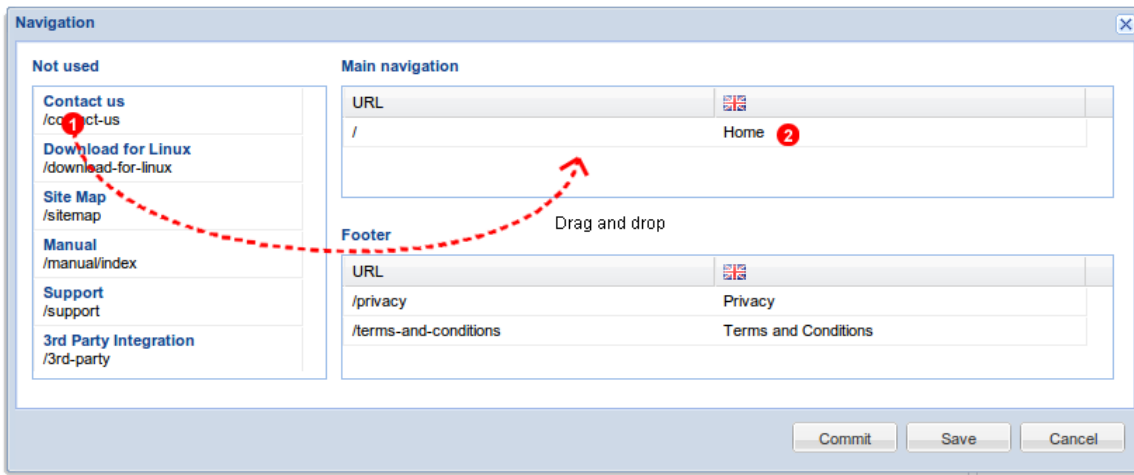 Navigation
Not used
Contact us
/contact-us
Download for Linux
/download-for-linux
Site Map
/sitemap
Manual
/manual/index
Support
/support
3rd Party Integration
/3rd-party
1
Main navigation
URL
/ Home 2
Drag and drop
Footer
URL
/privacy Privacy
/terms-and-conditions Terms and Conditions
Commit Save Cancel